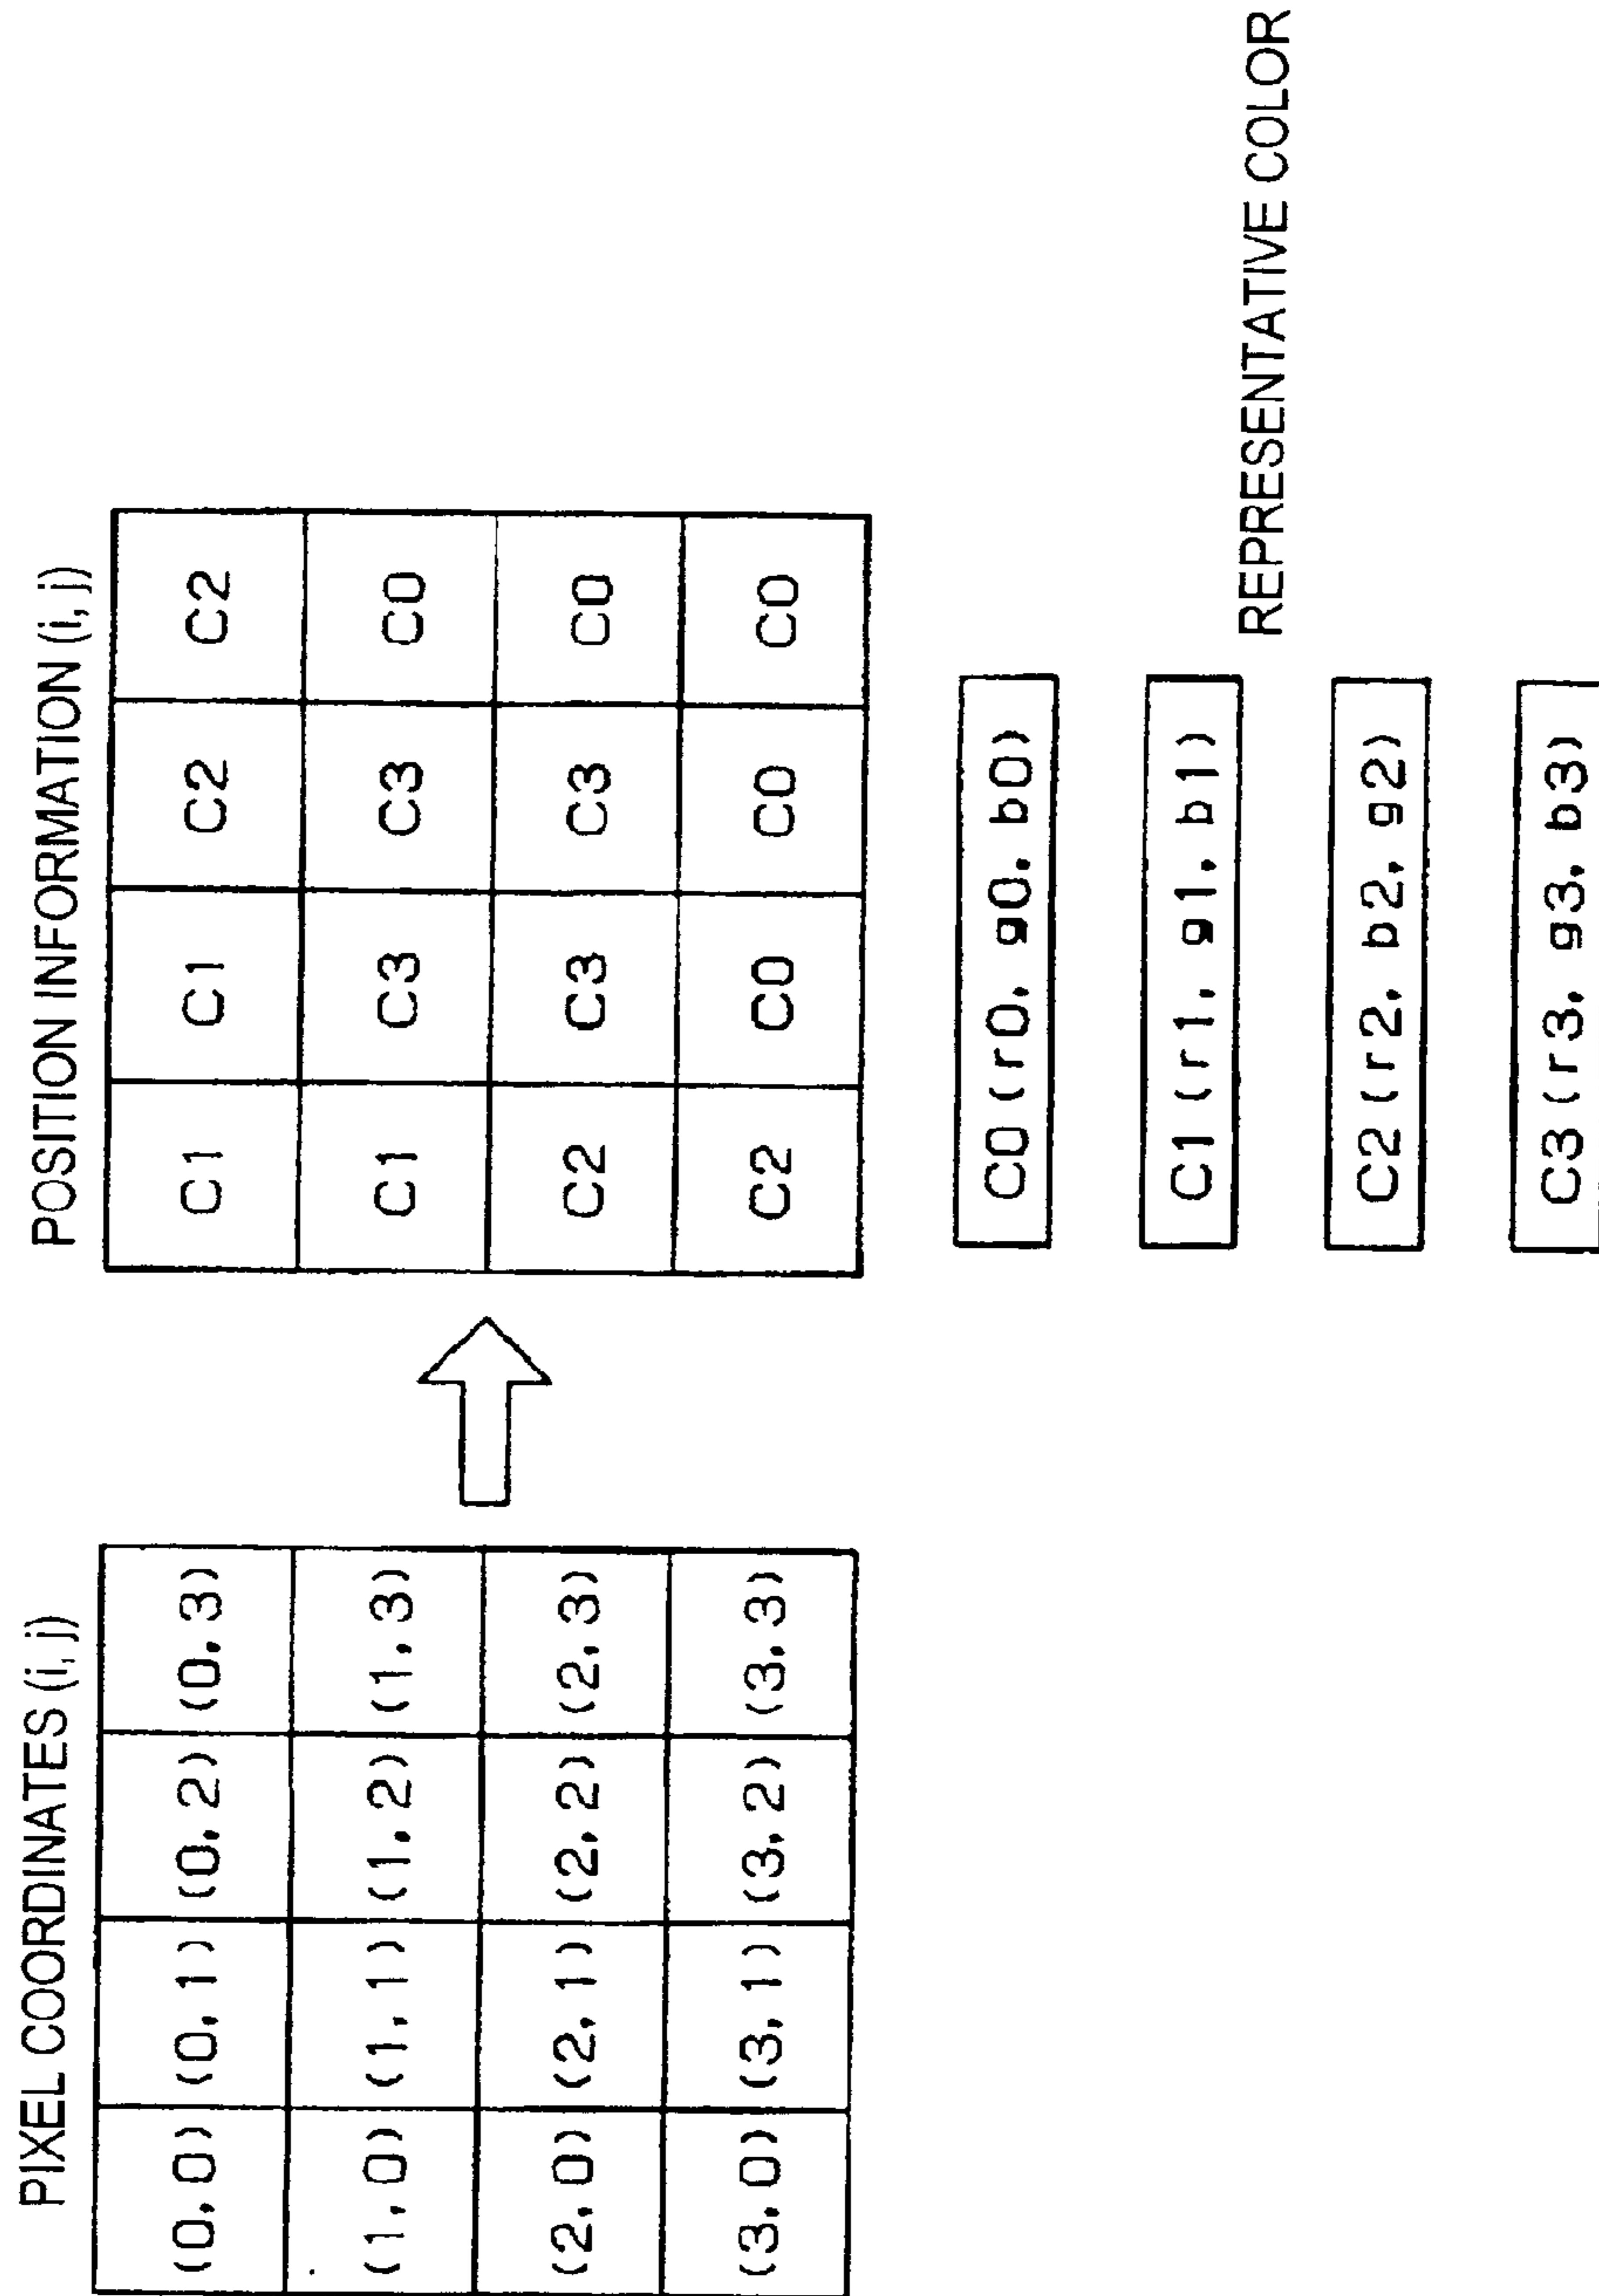 PIXEL COORDINATES (i, j)
(0, 0) (0, 1) (0, 2) (0, 3)
(1, 0) (1, 1) (1, 2) (1, 3)
(2, 0) (2, 1) (2, 2) (2, 3)
(3, 0) (3, 1) (3, 2) (3, 3)
POSITION INFORMATION (i, j)
C1 C1 C2 C2
C1 C3 C3 C0
C2 C3 C3 C0
C2 C0 C0 C0
C0 (r0, g0, b0)
C1 (r1, g1, b1)
C2 (r2, b2, g2)
C3 (r3, g3, b3)
REPRESENTATIVE COLOR